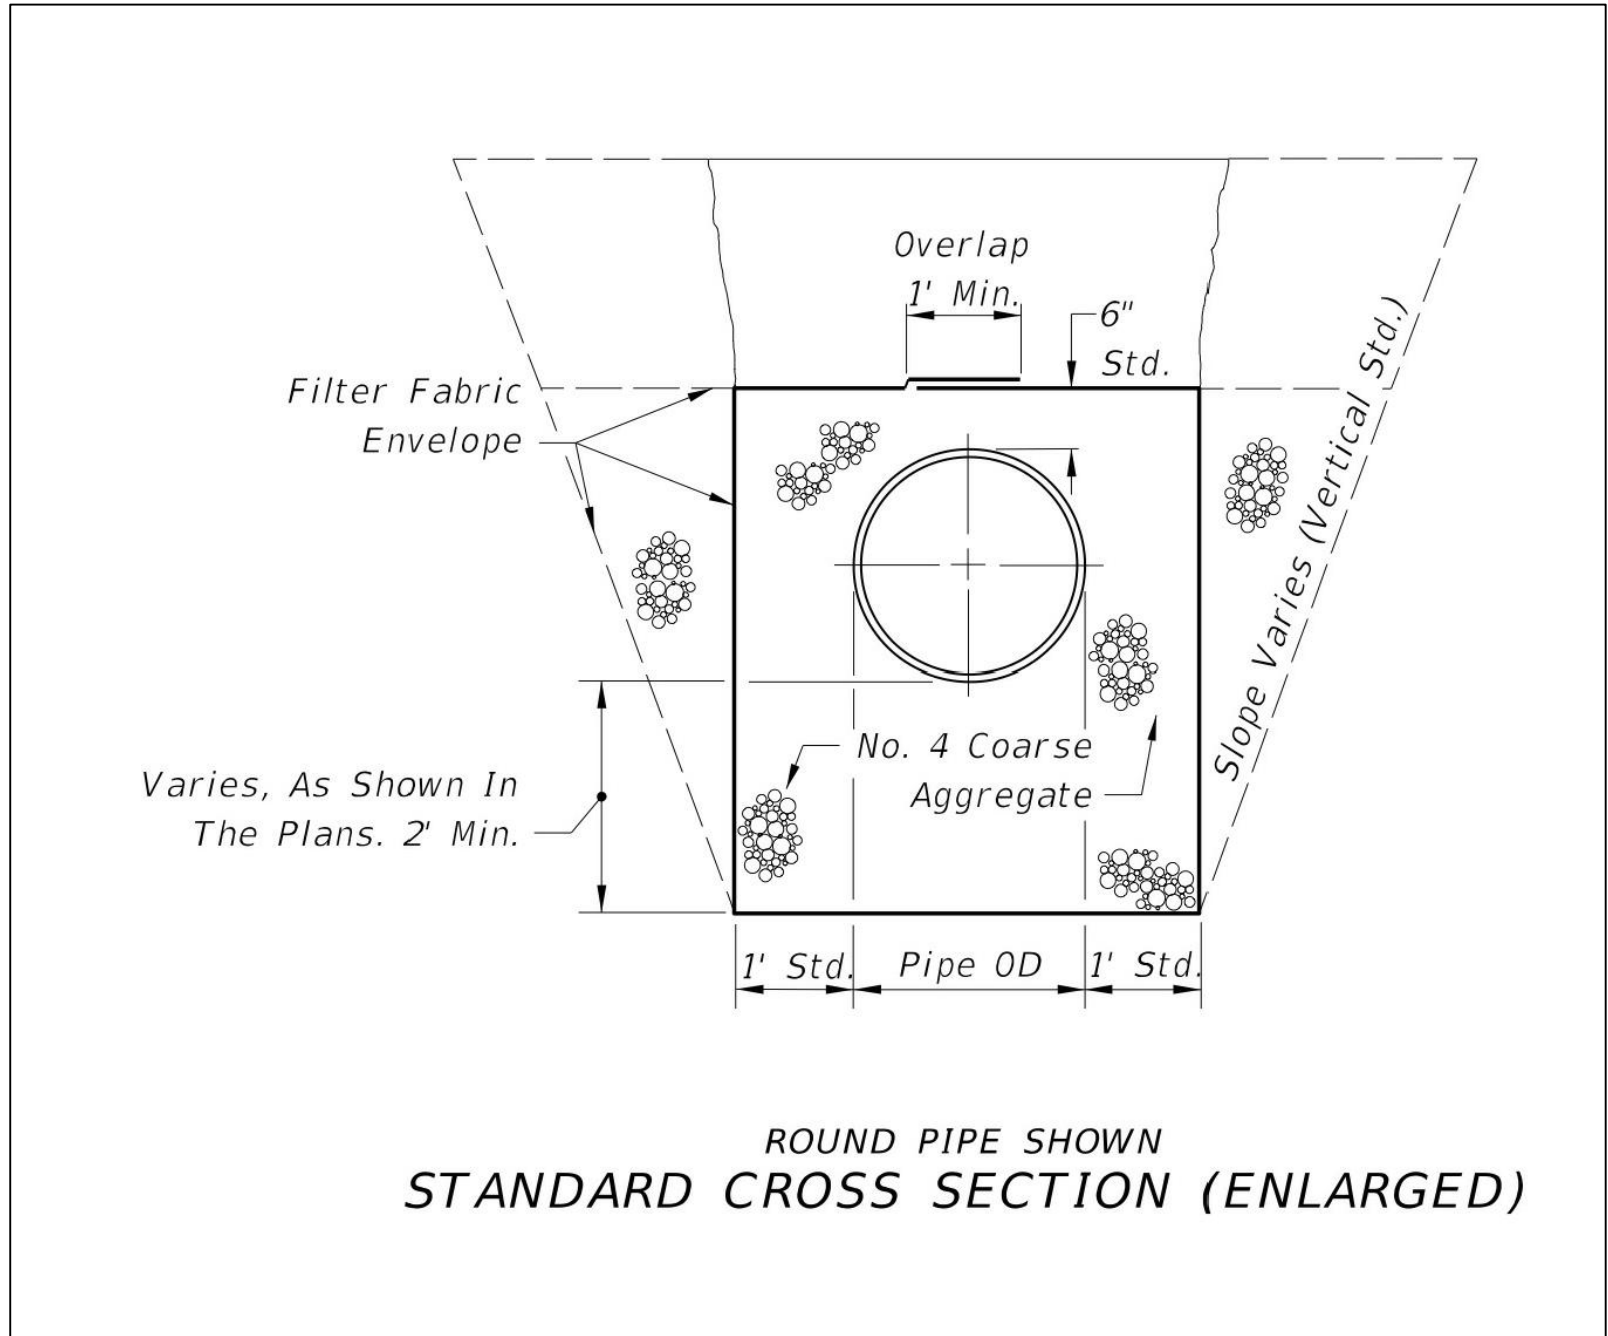 Overlap
1' Min.
6"
Std.
Filter Fabric
Envelope
Slope Varies (Vertical Std.)
No. 4 Coarse
Aggregate
Varies, As Shown In
The Plans. 2' Min.
1' Std.
Pipe OD
1' Std.
ROUND PIPE SHOWN
STANDARD CROSS SECTION (ENLARGED)